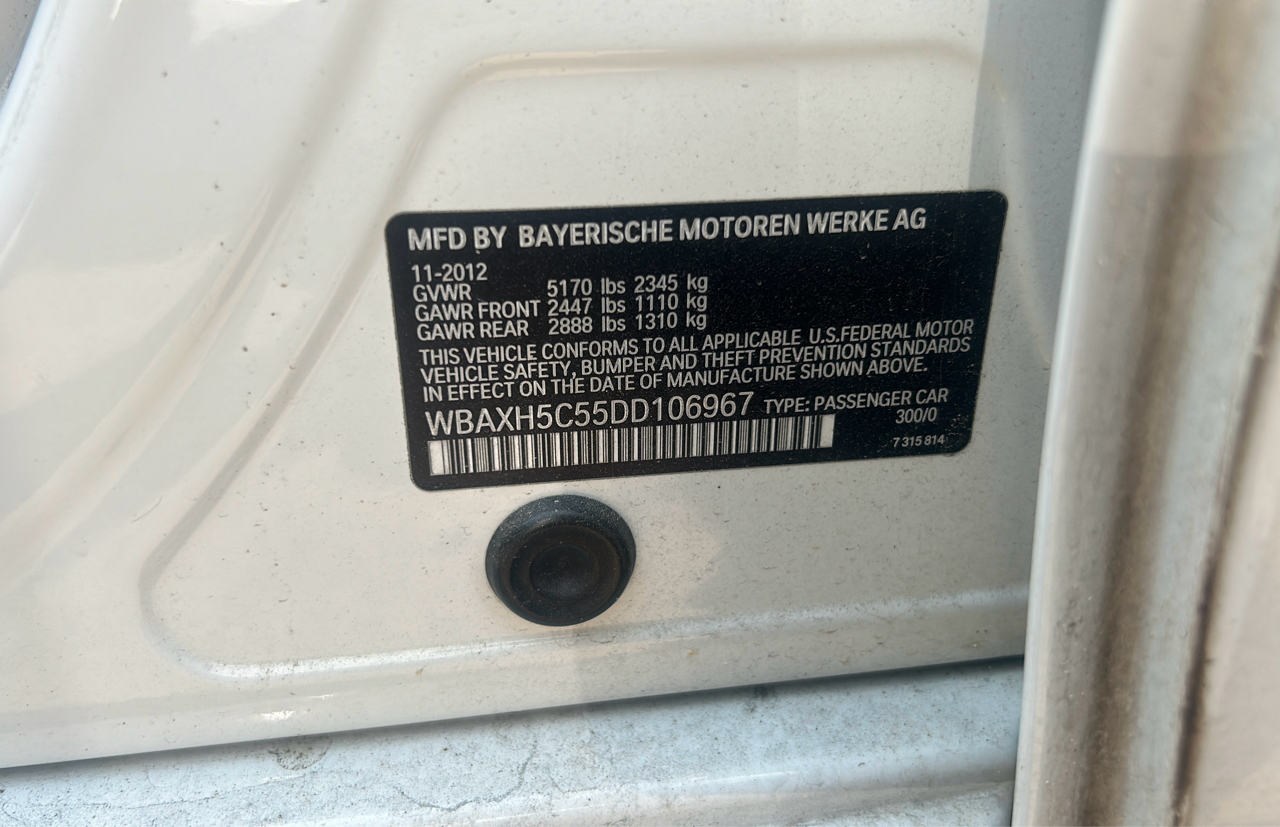 MFD BY BAYERISCHE MOTOREN WERKE AG
11-2012
GVWR 5170 lbs 2345 kg
GAWR FRONT 2447 lbs 1110 kg
GAWR REAR 2888 lbs 1310 kg
THIS VEHICLE CONFORMS TO ALL APPLICABLE U.S.FEDERAL MOTOR
VEHICLE SAFETY, BUMPER AND THEFT PREVENTION STANDARDS
IN EFFECT ON THE DATE OF MANUFACTURE SHOWN ABOVE.
WBAXH5C55DD106967 TYPE: PASSENGER CAR
300/0
7 315 814